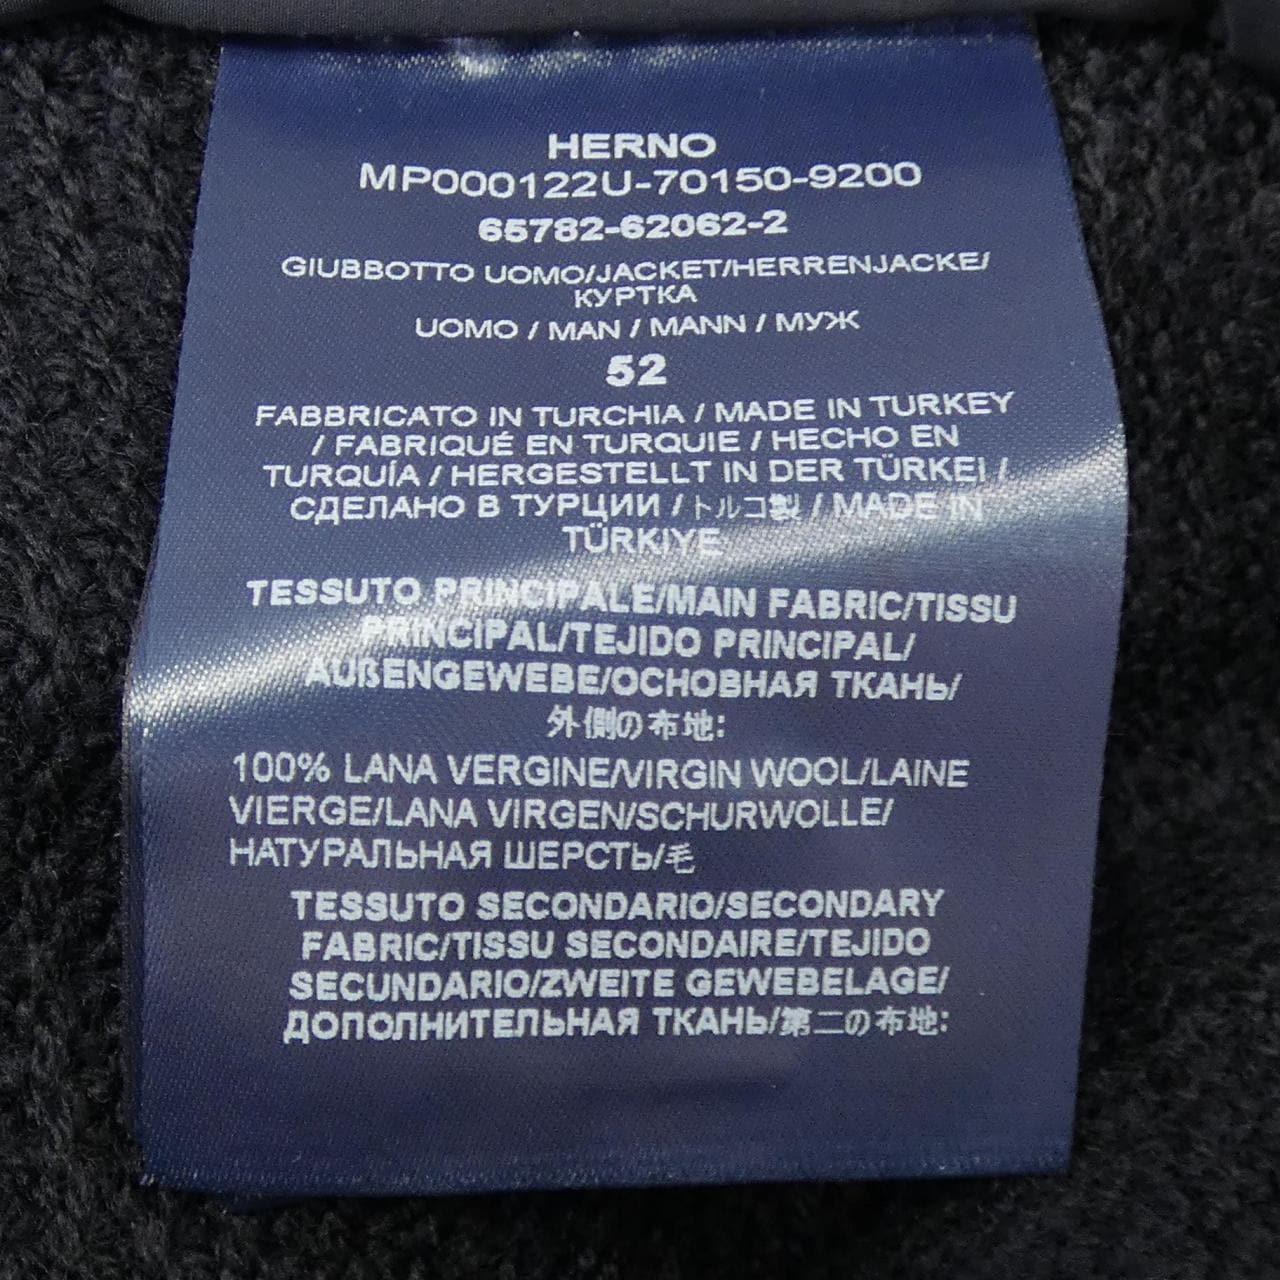 HERNO
MP000122U-70150-9200
65782-62062-2
GIUBBOTTO UOMO/JACKET/HERRENJACKE/
КУРТКА
UOMO / MAN / MANN / МУЖ
52
FABBRICATO IN TURCHIA / MADE IN TURKEY
/ FABRIQUÉ EN TURQUIE / HECHO EN
TURQUÍA / HERGESTELLT IN DER TÜRKEI /
СДЕЛАНО В ТУРЦИИ / トルコ製 / MADE IN
TÜRKIYE
TESSUTO PRINCIPALE/MAIN FABRIC/TISSU
PRINCIPAL/TEJIDO PRINCIPAL/
AUßENGEWEBE/ОСНОВНАЯ ТКАНЬ/
外側の布地:
100% LANA VERGINE/VIRGIN WOOL/LAINE
VIERGE/LANA VIRGEN/SCHURWOLLE/
НАТУРАЛЬНАЯ ШЕРСТЬ/毛
TESSUTO SECONDARIO/SECONDARY
FABRIC/TISSU SECONDAIRE/TEJIDO
SECUNDARIO/ZWEITE GEWEBELAGE/
ДОПОЛНИТЕЛЬНАЯ ТКАНЬ/第二の布地: